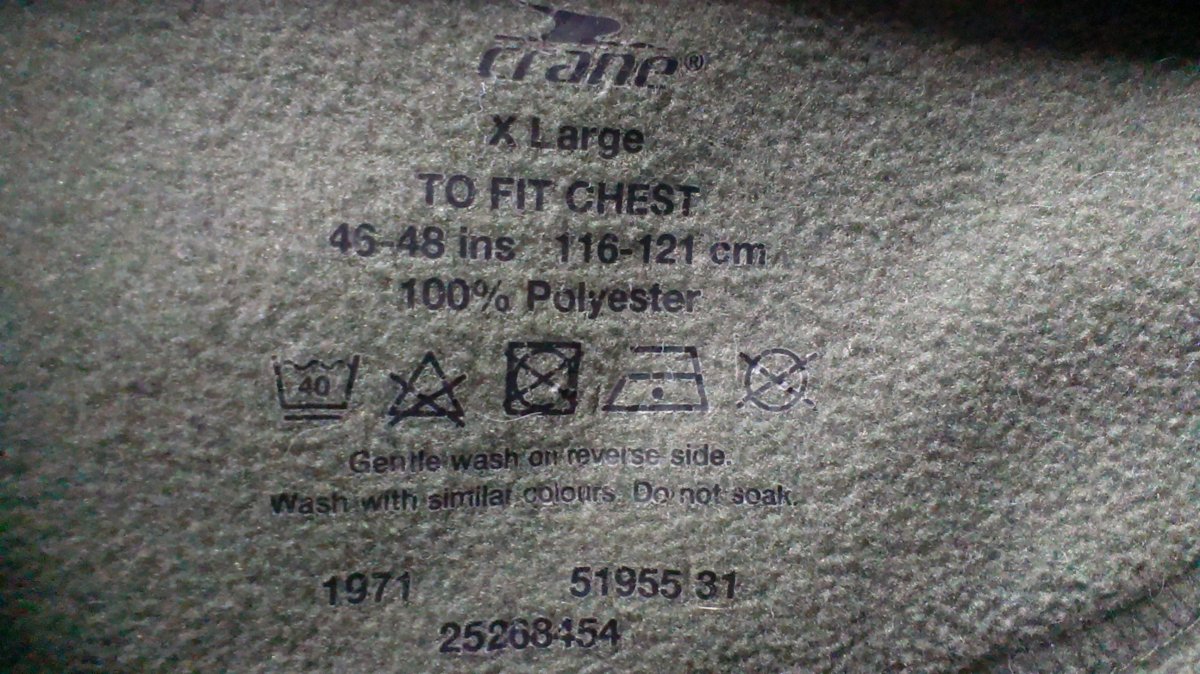 crane®
X Large
TO FIT CHEST
46-48 ins 116-121 cm
100% Polyester
40
Gentle wash on reverse side.
Wash with similar colours. Do not soak.
1971 51955 31
25268454